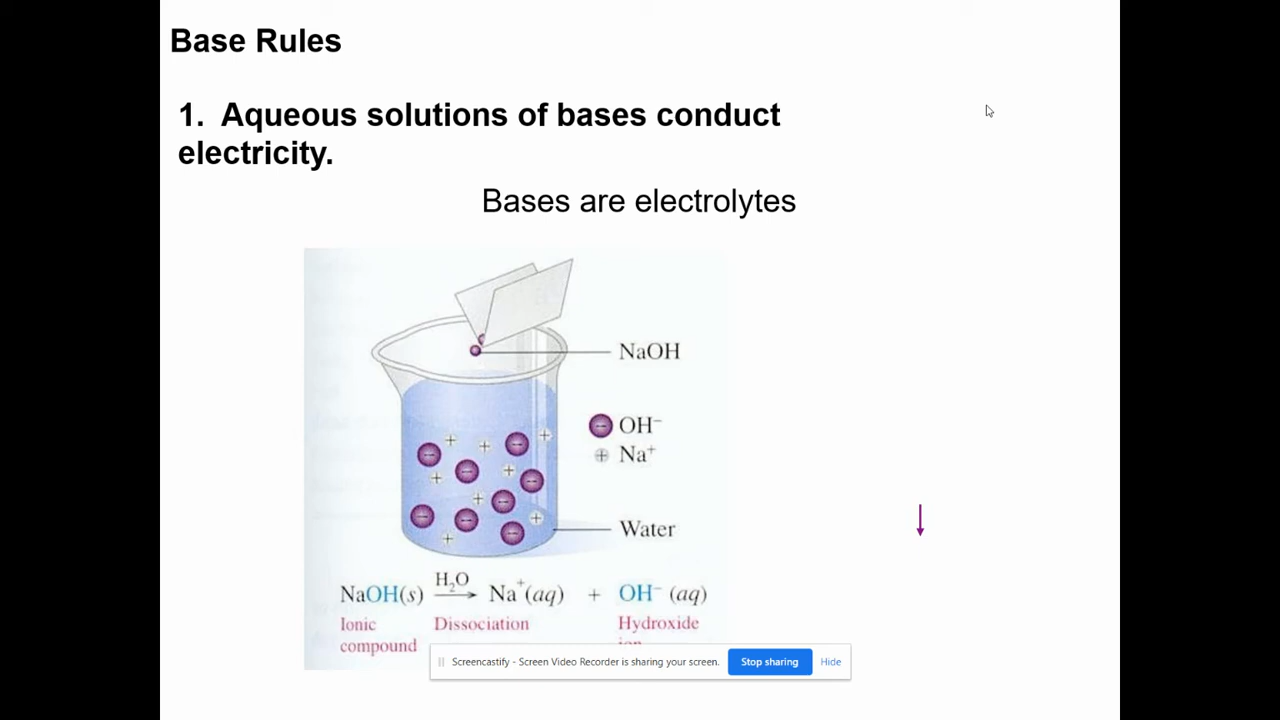 Base Rules
1. Aqueous solutions of bases conduct
electricity.
Bases are electrolytes
NaOH
OH⁻
Na⁺
Water
NaOH(s) H₂O → Na⁺(aq) + OH⁻ (aq)
Ionic Dissociation Hydroxide
compound
Screencastify - Screen Video Recorder is sharing your screen. Stop sharing Hide